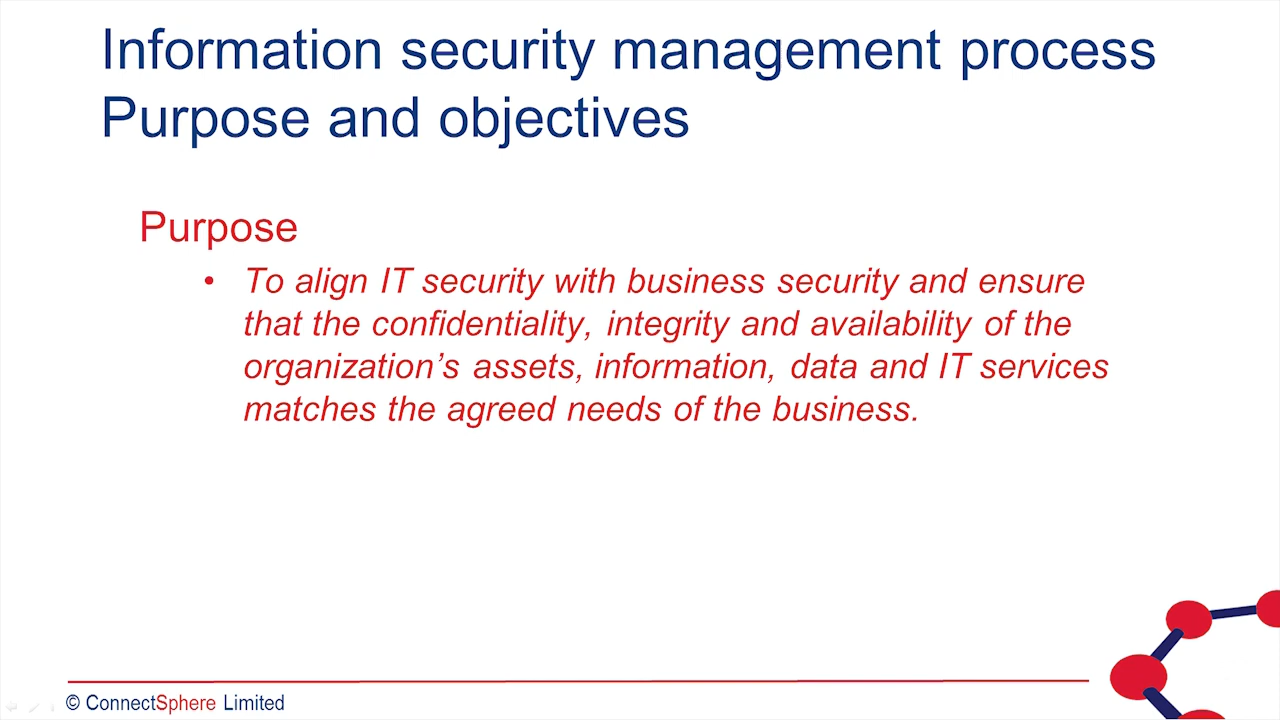 Information security management process
Purpose and objectives
Purpose
• To align IT security with business security and ensure
that the confidentiality, integrity and availability of the
organization’s assets, information, data and IT services
matches the agreed needs of the business.
© ConnectSphere Limited